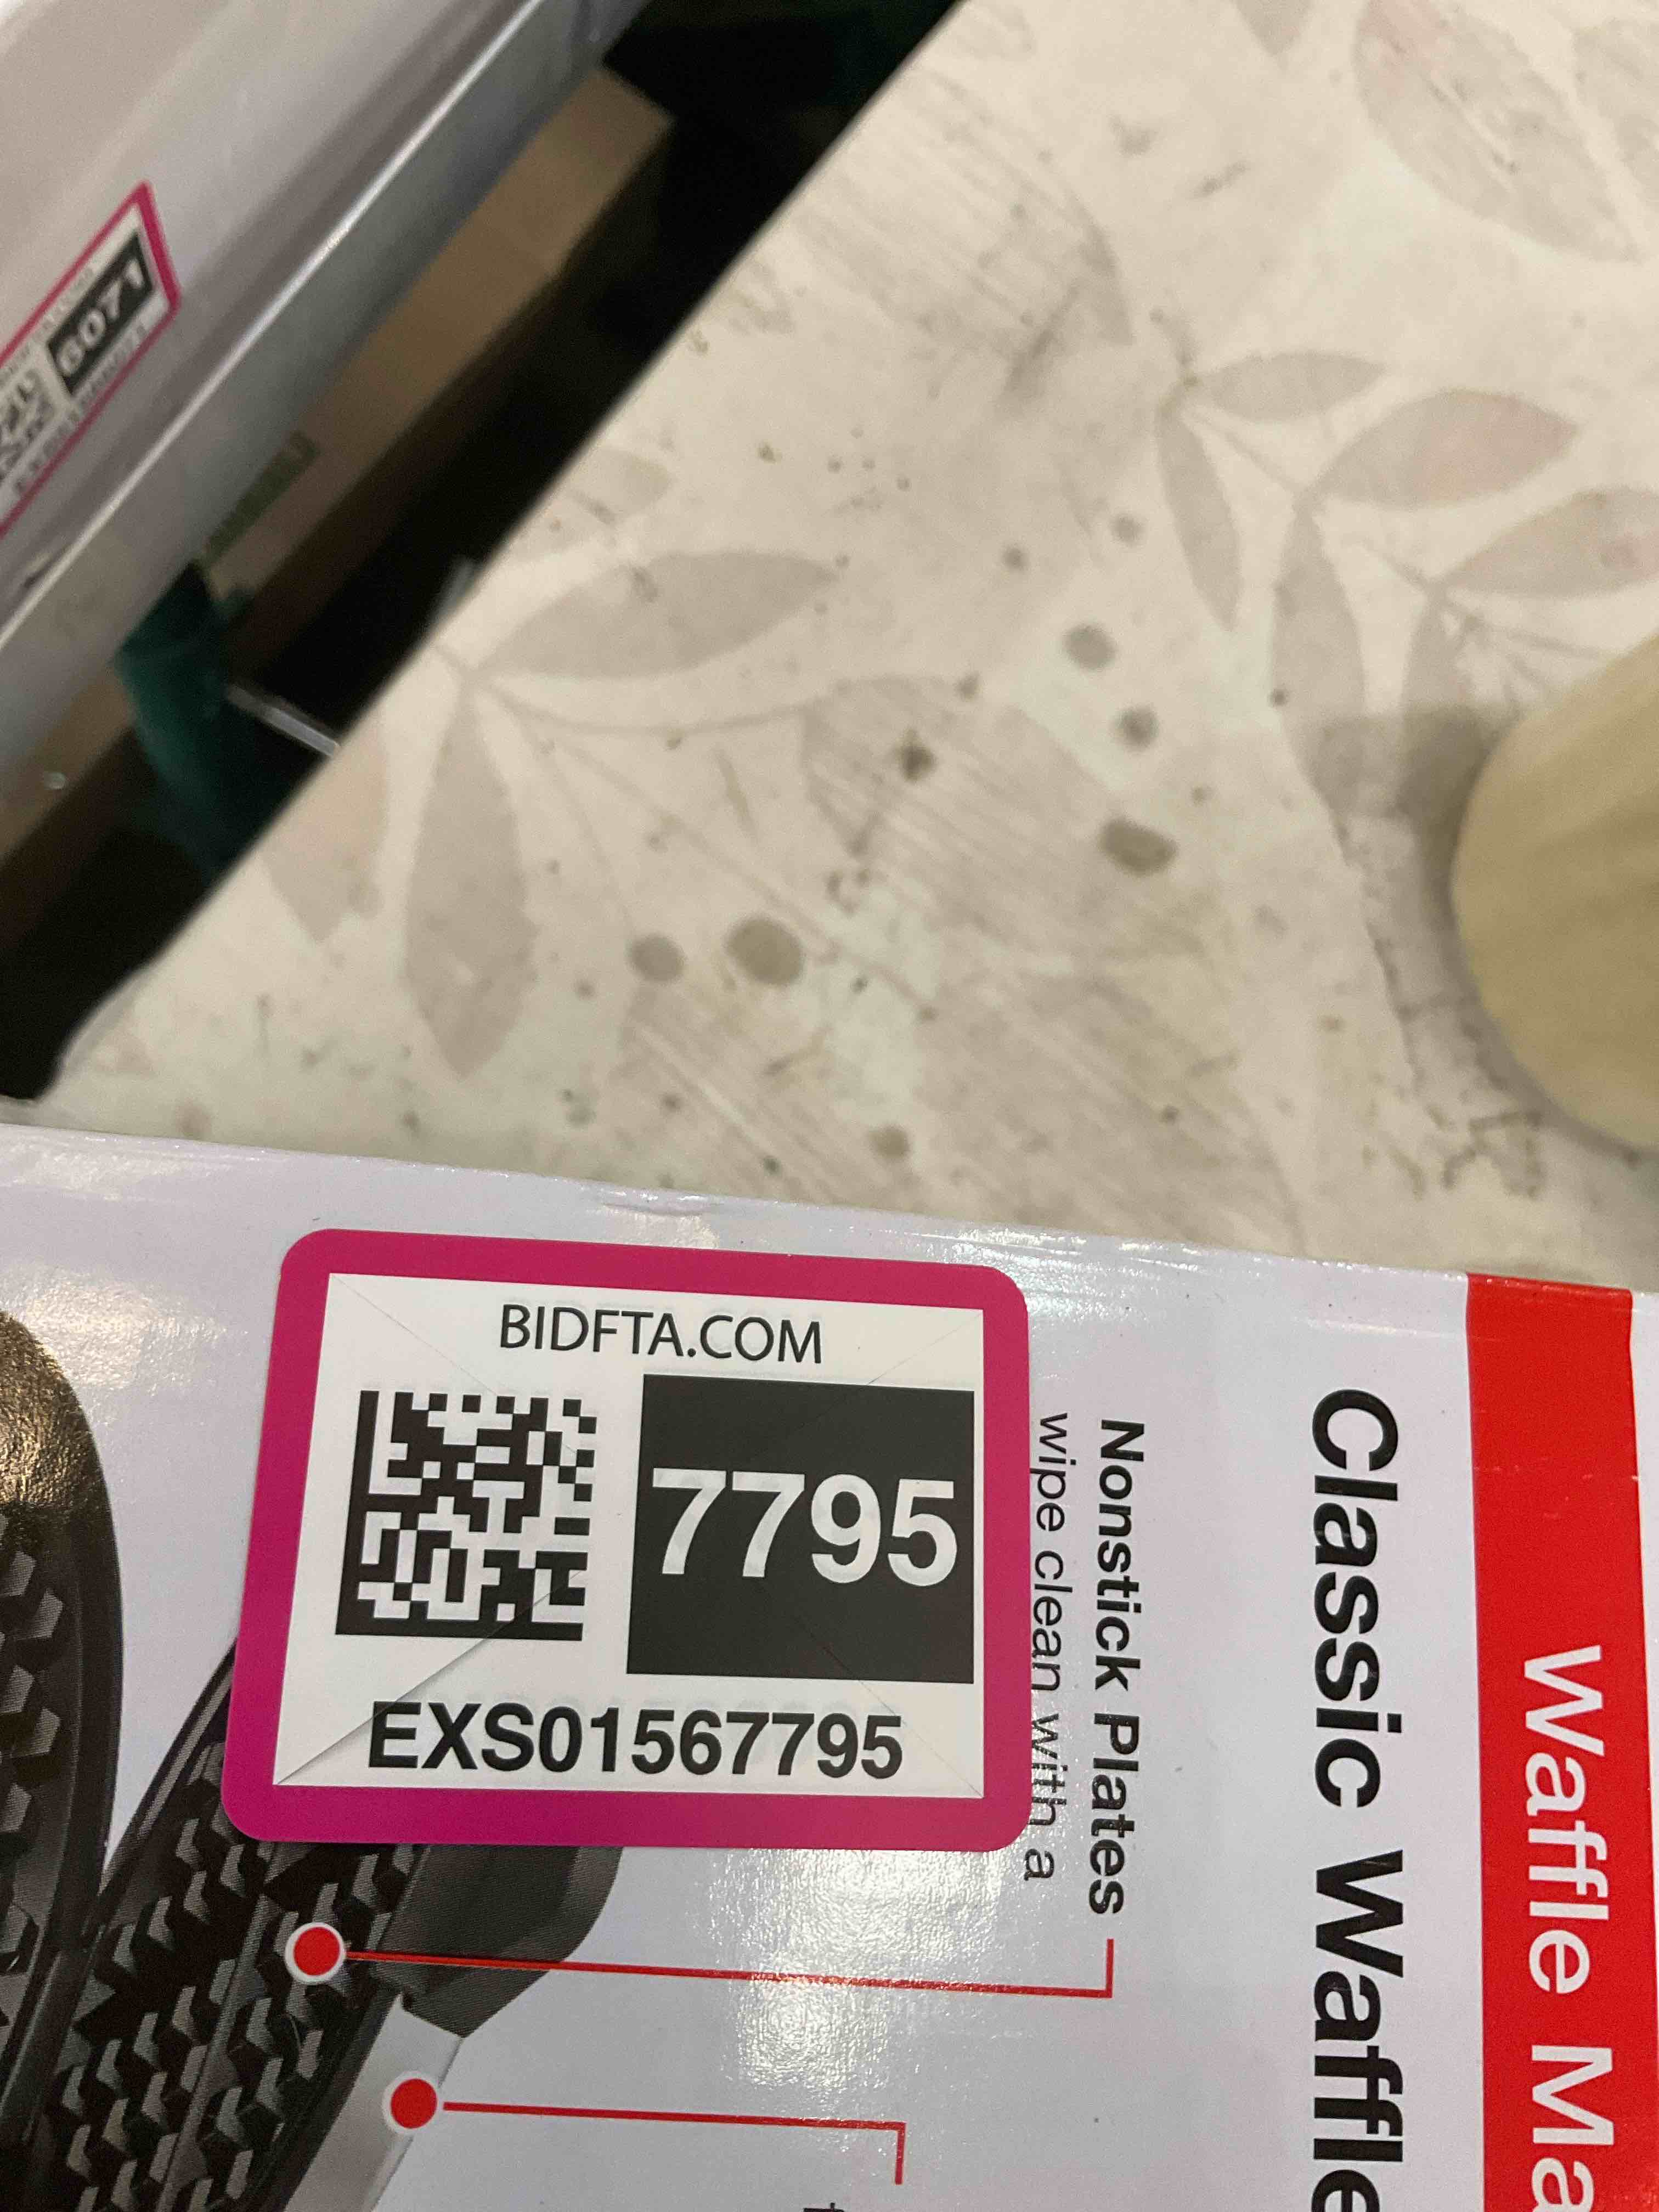 6071
BIDFTA.COM
7795
EXS01567795
Nonstick Plates
wipe clean with a
Classic Waffle
Waffle Ma